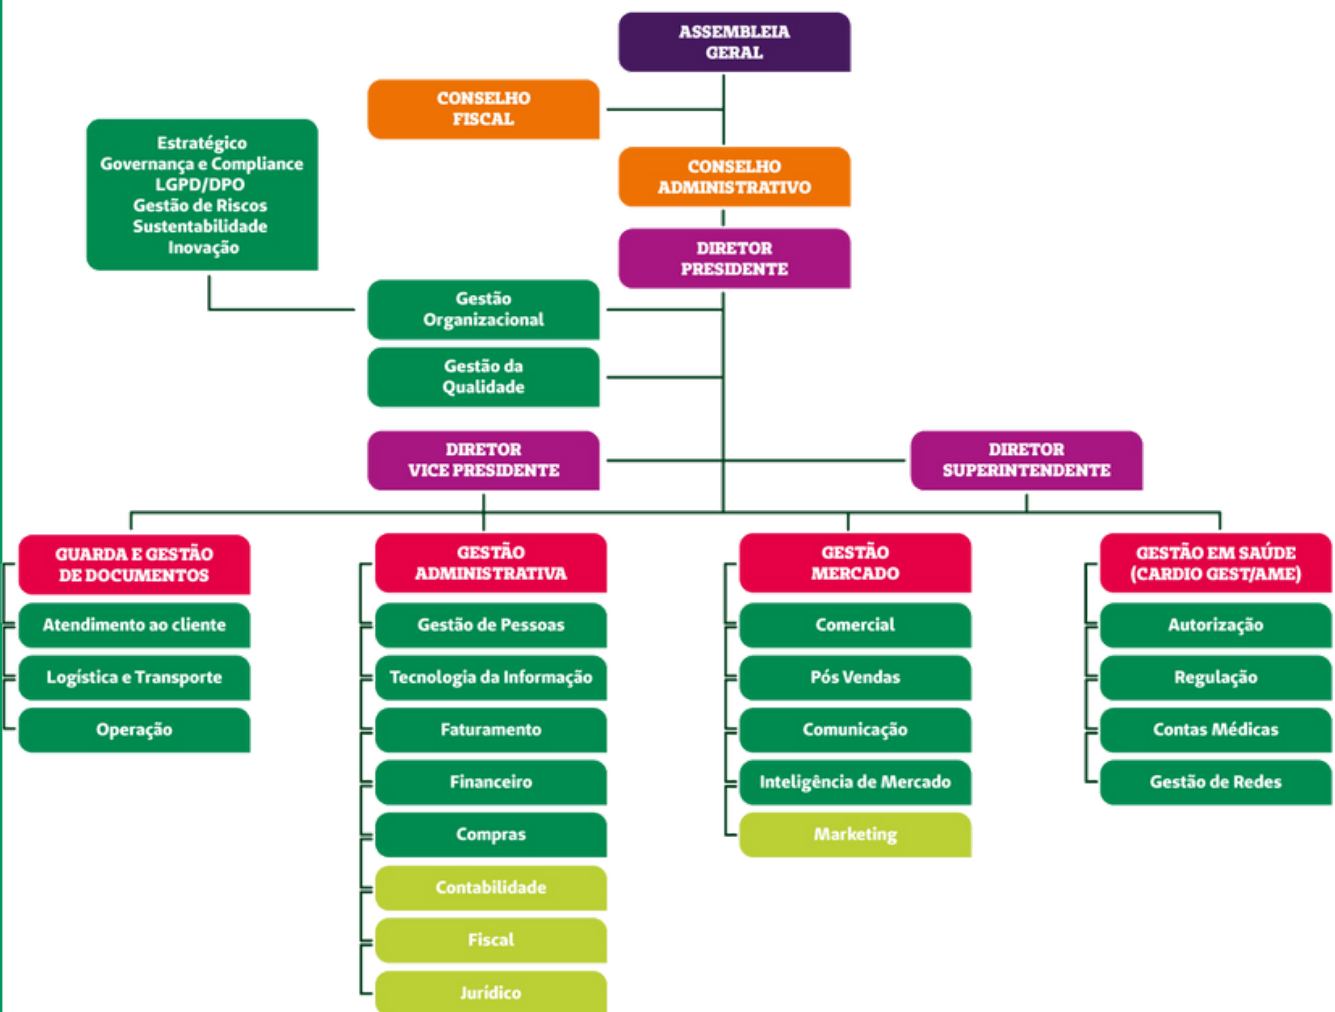 ASSEMBLEIA
GERAL
CONSELHO
FISCAL
Estratégico
Governança e Compliance
LGPD/DPO
Gestão de Riscos
Sustentabilidade
Inovação
CONSELHO
ADMINISTRATIVO
DIRETOR
PRESIDENTE
Gestão
Organizacional
Gestão da
Qualidade
DIRETOR
VICE PRESIDENTE
DIRETOR
SUPERINTENDENTE
GUARDA E GESTÃO
DE DOCUMENTOS
Atendimento ao cliente
Logística e Transporte
Operação
GESTÃO
ADMINISTRATIVA
Gestão de Pessoas
Tecnologia da Informação
Faturamento
Financeiro
Compras
Contabilidade
Fiscal
Jurídico
GESTÃO
MERCADO
Comercial
Pós Vendas
Comunicação
Inteligência de Mercado
Marketing
GESTÃO EM SAÚDE
(CARDIO GEST/AME)
Autorização
Regulação
Contas Médicas
Gestão de Redes